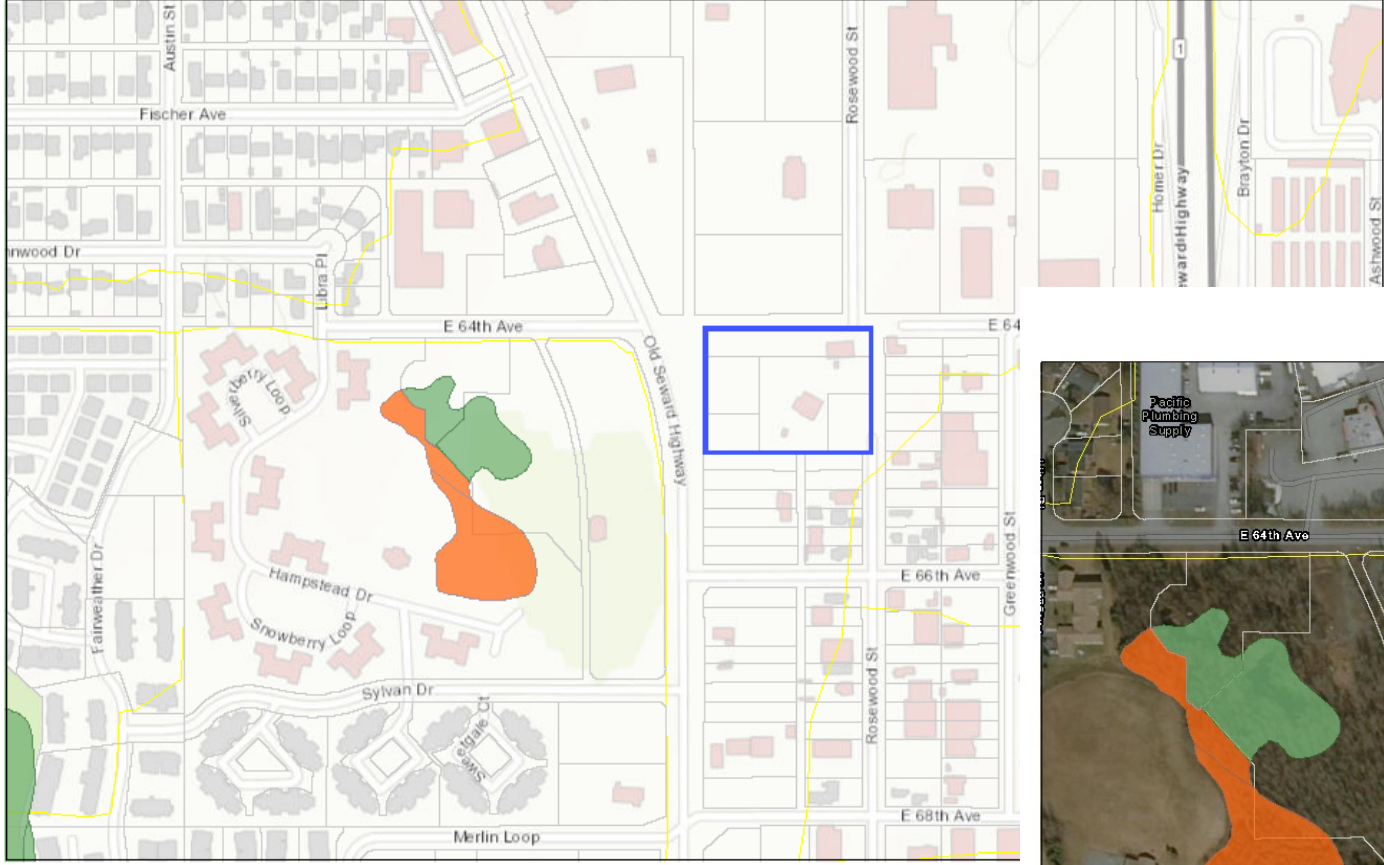 Austin St
Fischer Ave
Rosewood St
1
Homer Dr
eward Highway
Brayton Dr
Ashwood St
nnwood Dr
Libra Pl
E 64th Ave
E 64
Old Seward Highway
Silverberry Loop
Pacific
Plumbing
Supply
E 64th Ave
Fairweather Dr
Hampstead Dr
Snowberry Loop
E 66th Ave
Greenwood St
Rosewood St
Sylvan Dr
Sweetgale Ct
E 68th Ave
Merlin Loop